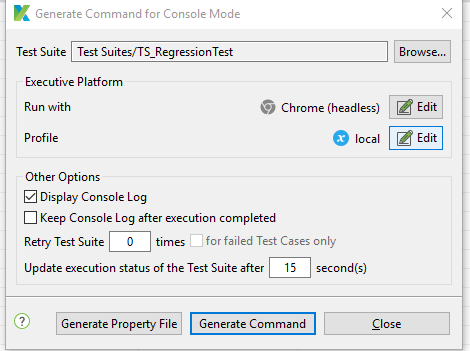 Generate Command for Console Mode
Test Suite Test Suites/TS_RegressionTest Browse...
Executive Platform
Run with Chrome (headless) Edit
Profile x local Edit
Other Options
Display Console Log
Keep Console Log after execution completed
Retry Test Suite 0 times for failed Test Cases only
Update execution status of the Test Suite after 15 second(s)
? Generate Property File Generate Command Close